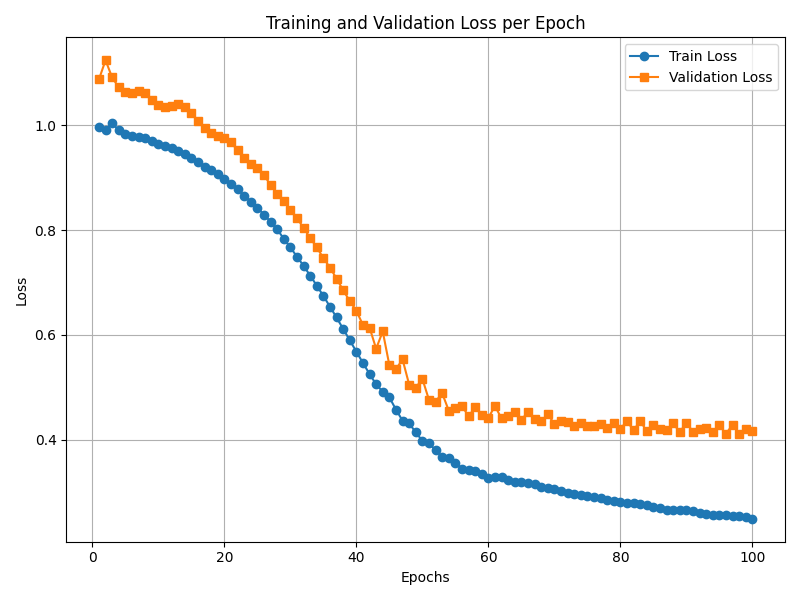 Training and Validation Loss per Epoch
Train Loss
Validation Loss
1.0
0.8
0.6
0.4
Loss
0 20 40 60 80 100
Epochs